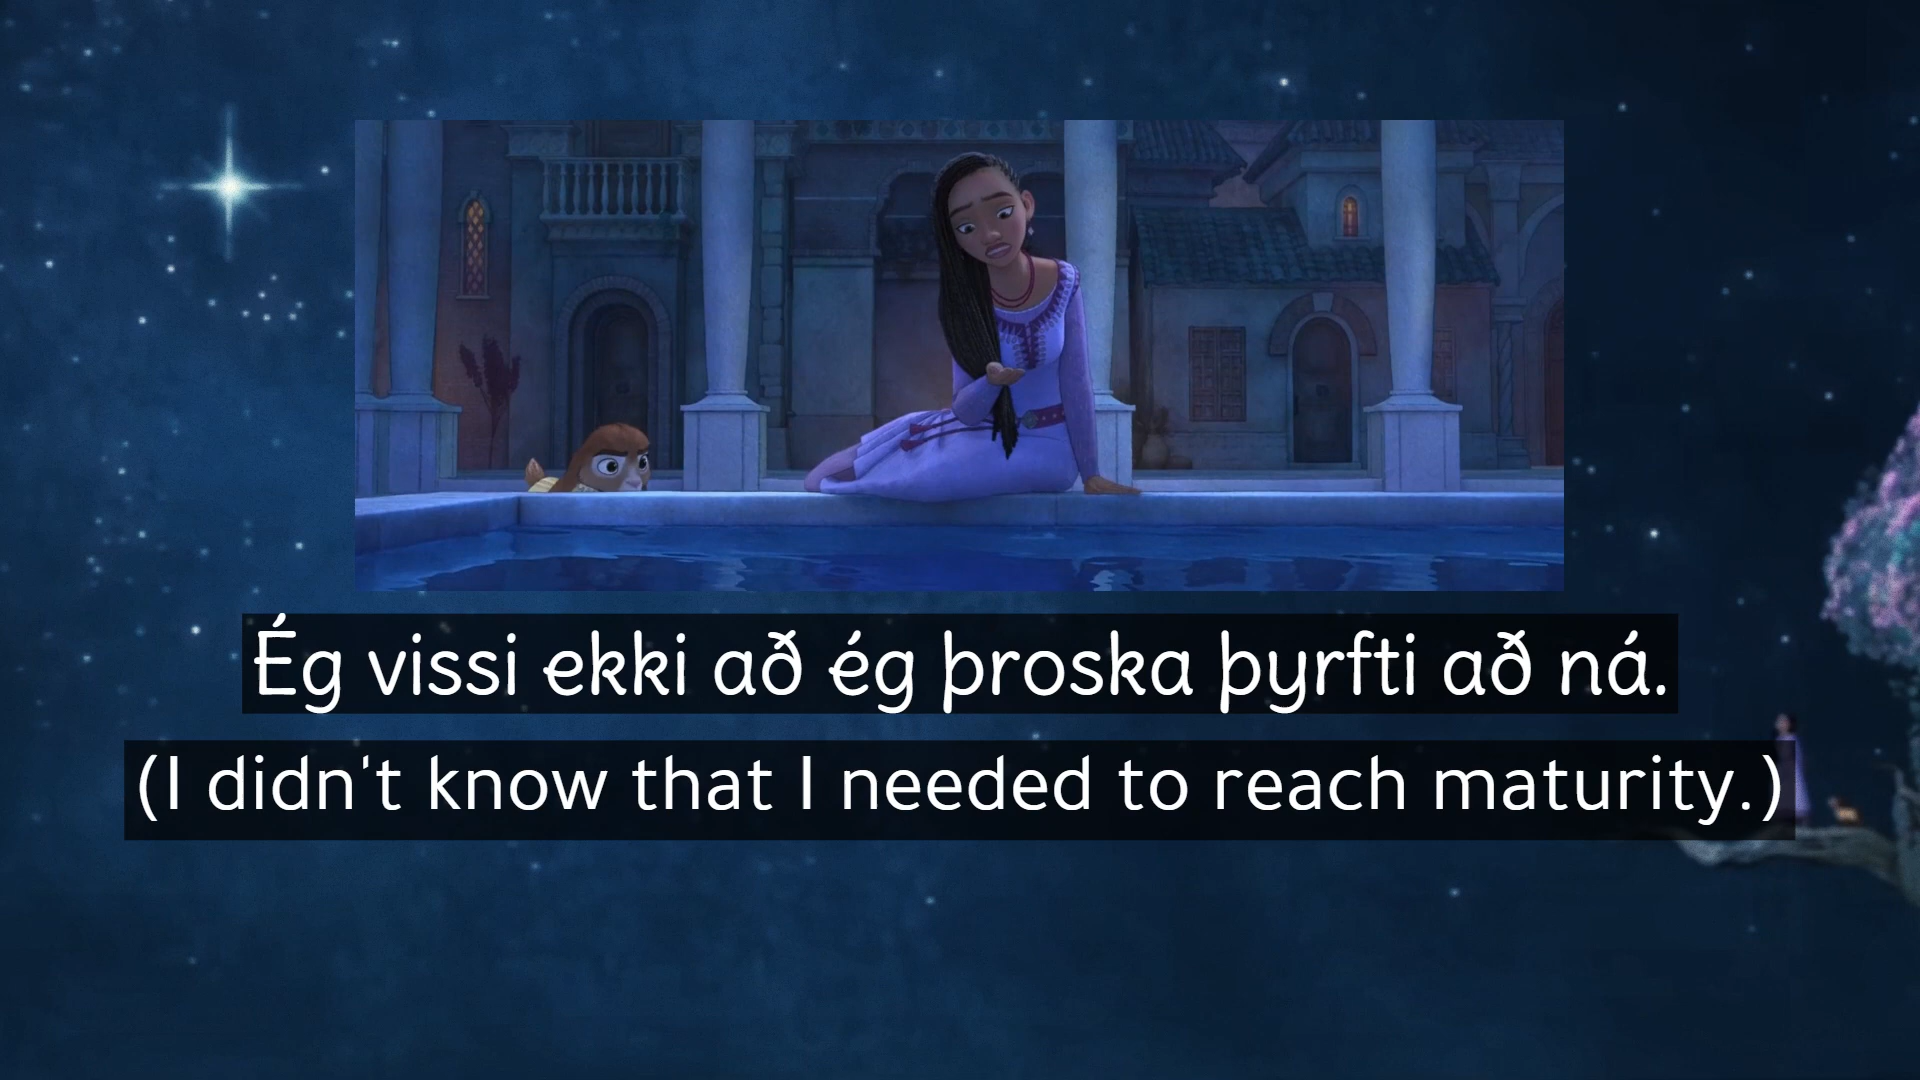 Ég vissi ekki að ég þroska þyrfti að ná.
(I didn't know that I needed to reach maturity.)